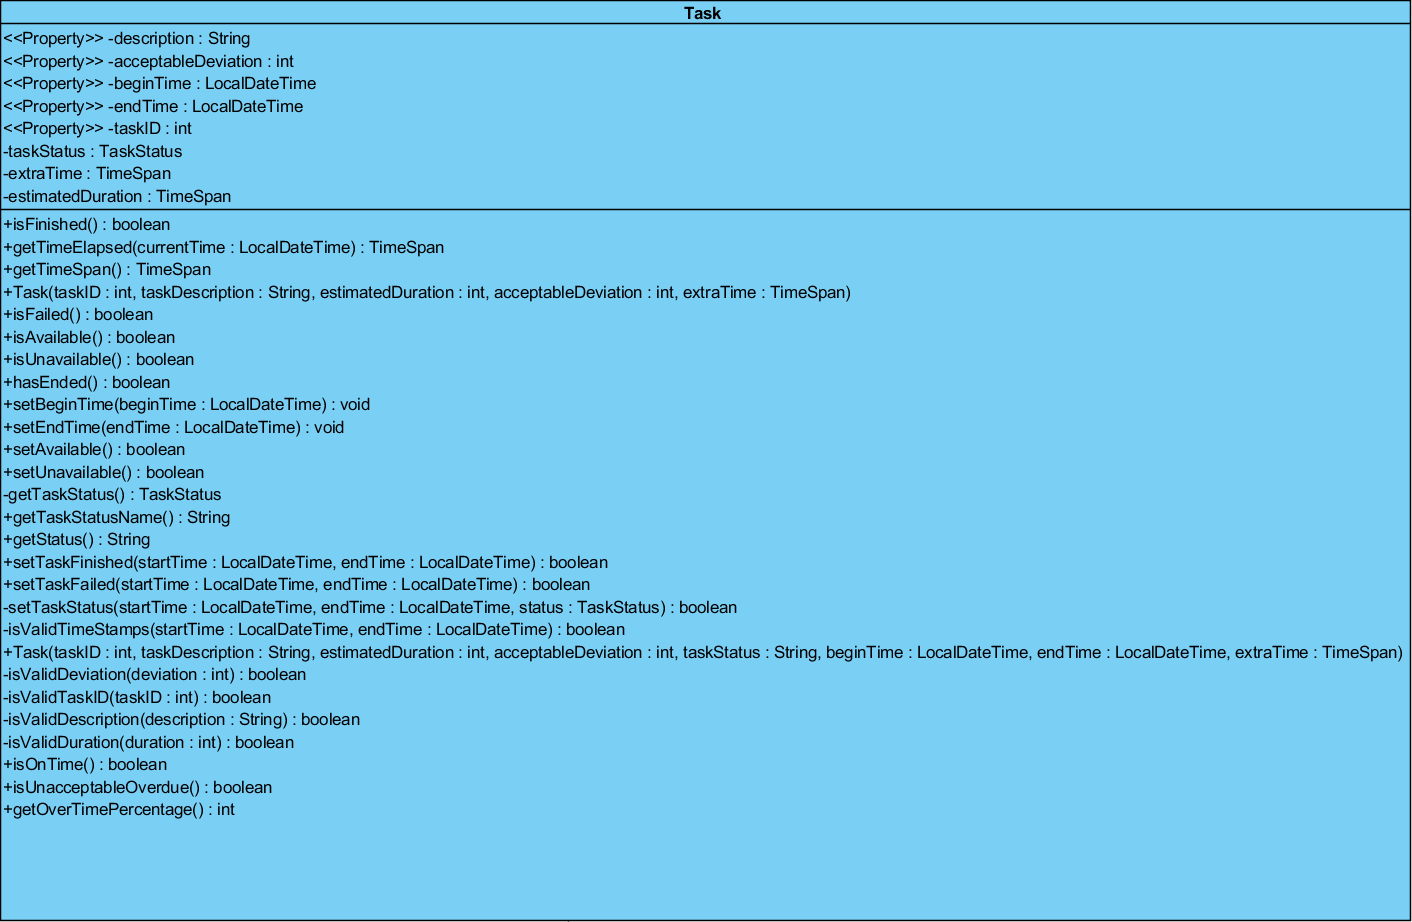 Task
<<Property>> -description : String
<<Property>> -acceptableDeviation : int
<<Property>> -beginTime : LocalDateTime
<<Property>> -endTime : LocalDateTime
<<Property>> -taskID : int
-taskStatus : TaskStatus
-extraTime : TimeSpan
-estimatedDuration : TimeSpan
+isFinished() : boolean
+getTimeElapsed(currentTime : LocalDateTime) : TimeSpan
+getTimeSpan() : TimeSpan
+Task(taskID : int, taskDescription : String, estimatedDuration : int, acceptableDeviation : int, extraTime : TimeSpan)
+isFailed() : boolean
+isAvailable() : boolean
+isUnavailable() : boolean
+hasEnded() : boolean
+setBeginTime(beginTime : LocalDateTime) : void
+setEndTime(endTime : LocalDateTime) : void
+setAvailable() : boolean
+setUnavailable() : boolean
-getTaskStatus() : TaskStatus
+getTaskStatusName() : String
+getStatus() : String
+setTaskFinished(startTime : LocalDateTime, endTime : LocalDateTime) : boolean
+setTaskFailed(startTime : LocalDateTime, endTime : LocalDateTime) : boolean
-setTaskStatus(startTime : LocalDateTime, endTime : LocalDateTime, status : TaskStatus) : boolean
-isValidTimeStamps(startTime : LocalDateTime, endTime : LocalDateTime) : boolean
+Task(taskID : int, taskDescription : String, estimatedDuration : int, acceptableDeviation : int, taskStatus : String, beginTime : LocalDateTime, endTime : LocalDateTime, extraTime : TimeSpan)
-isValidDeviation(deviation : int) : boolean
-isValidTaskID(taskID : int) : boolean
-isValidDescription(description : String) : boolean
-isValidDuration(duration : int) : boolean
+isOnTime() : boolean
+isUnacceptableOverdue() : boolean
+getOverTimePercentage() : int